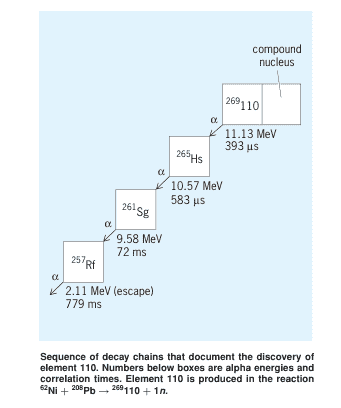 compound
nucleus
²⁶⁹110
α
11.13 MeV
393 μs
²⁶⁵Hs
α
10.57 MeV
583 μs
²⁶¹Sg
α
9.58 MeV
72 ms
²⁵⁷Rf
α
2.11 MeV (escape)
779 ms
Sequence of decay chains that document the discovery of
element 110. Numbers below boxes are alpha energies and
correlation times. Element 110 is produced in the reaction
⁶²Ni + ²⁰⁸Pb → ²⁶⁹110 + 1n.